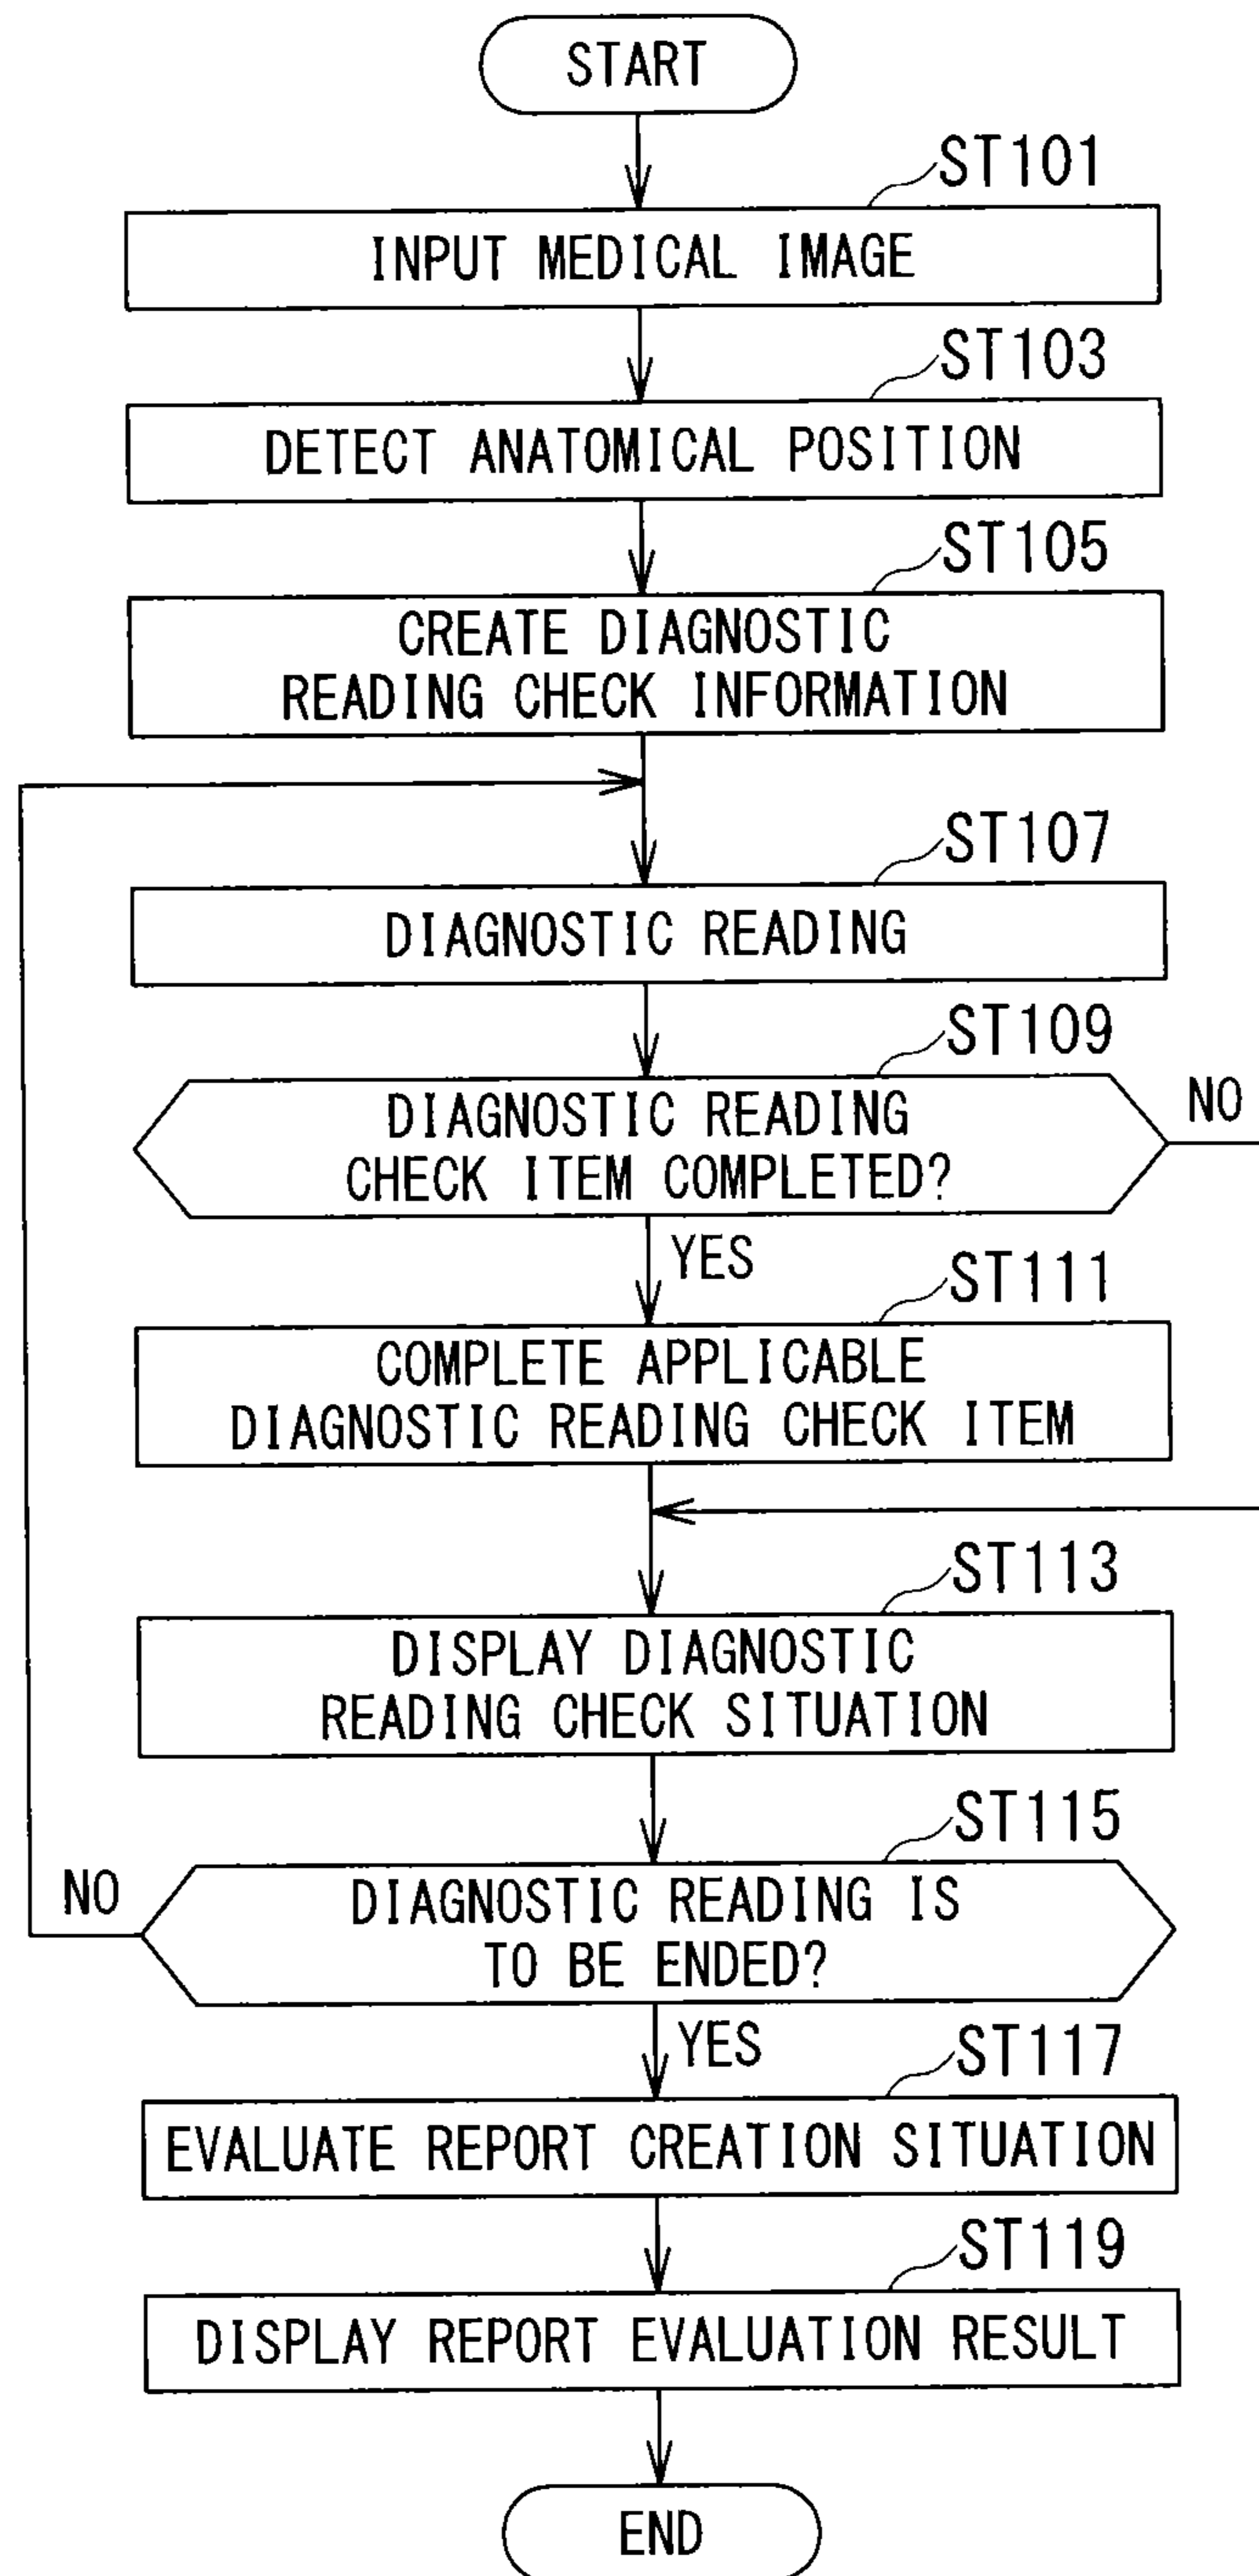 START
ST101
INPUT MEDICAL IMAGE
ST103
DETECT ANATOMICAL POSITION
ST105
CREATE DIAGNOSTIC
READING CHECK INFORMATION
ST107
DIAGNOSTIC READING
ST109
DIAGNOSTIC READING
CHECK ITEM COMPLETED?
NO
YES
ST111
COMPLETE APPLICABLE
DIAGNOSTIC READING CHECK ITEM
ST113
DISPLAY DIAGNOSTIC
READING CHECK SITUATION
ST115
NO
DIAGNOSTIC READING IS
TO BE ENDED?
YES
ST117
EVALUATE REPORT CREATION SITUATION
ST119
DISPLAY REPORT EVALUATION RESULT
END